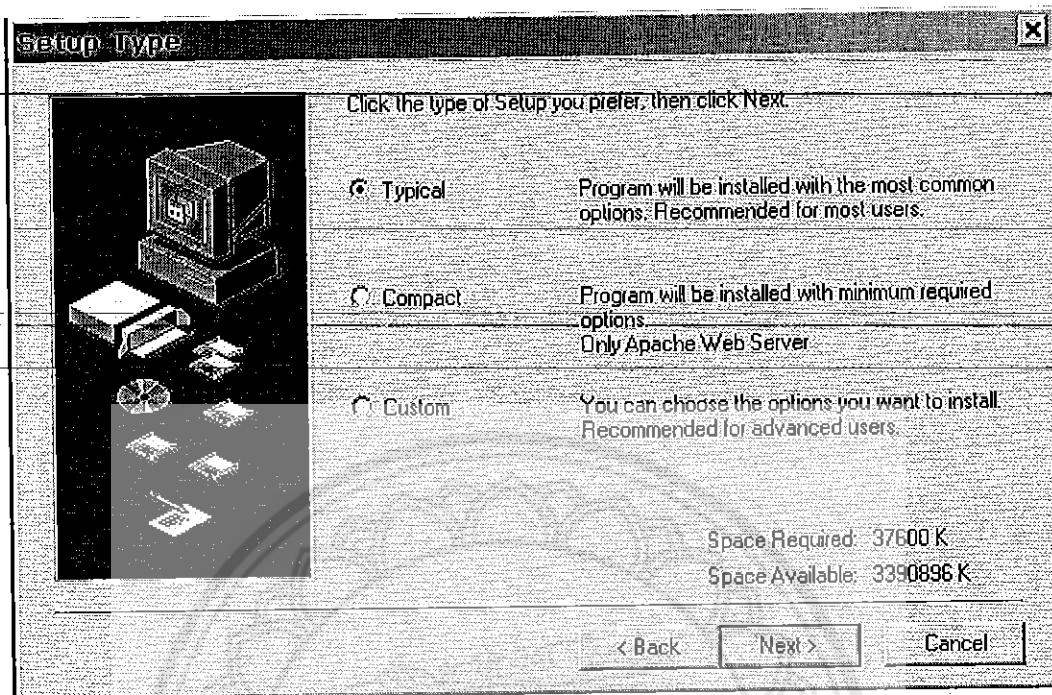 Setup Type
Click the type of Setup you prefer, then click Next.
Typical
Program will be installed with the most common
options. Recommended for most users.
Compact
Program will be installed with minimum required
options.
Only Apache Web Server
Custom
You can choose the options you want to install.
Recommended for advanced users.
Space Required: 37600 K
Space Available: 3390896 K
< Back
Next >
Cancel